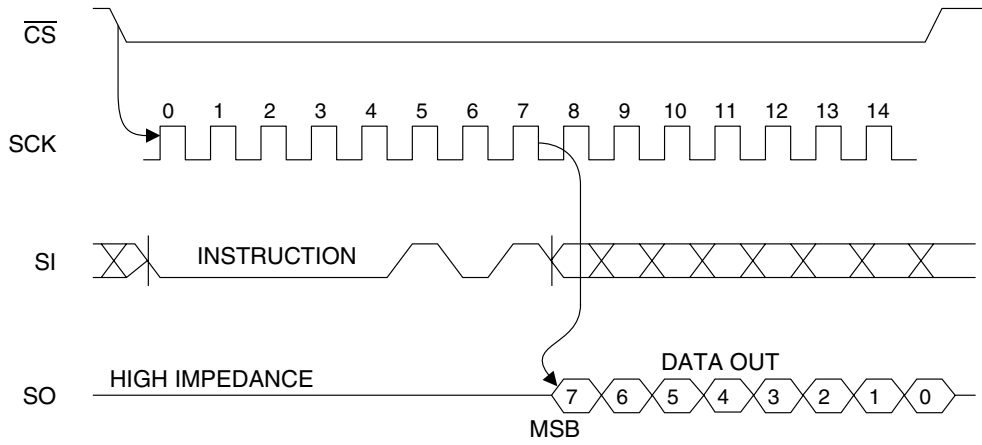 CS
0 1 2 3 4 5 6 7 8 9 10 11 12 13 14
SCK
SI
INSTRUCTION
HIGH IMPEDANCE
DATA OUT
SO
7 6 5 4 3 2 1 0
MSB